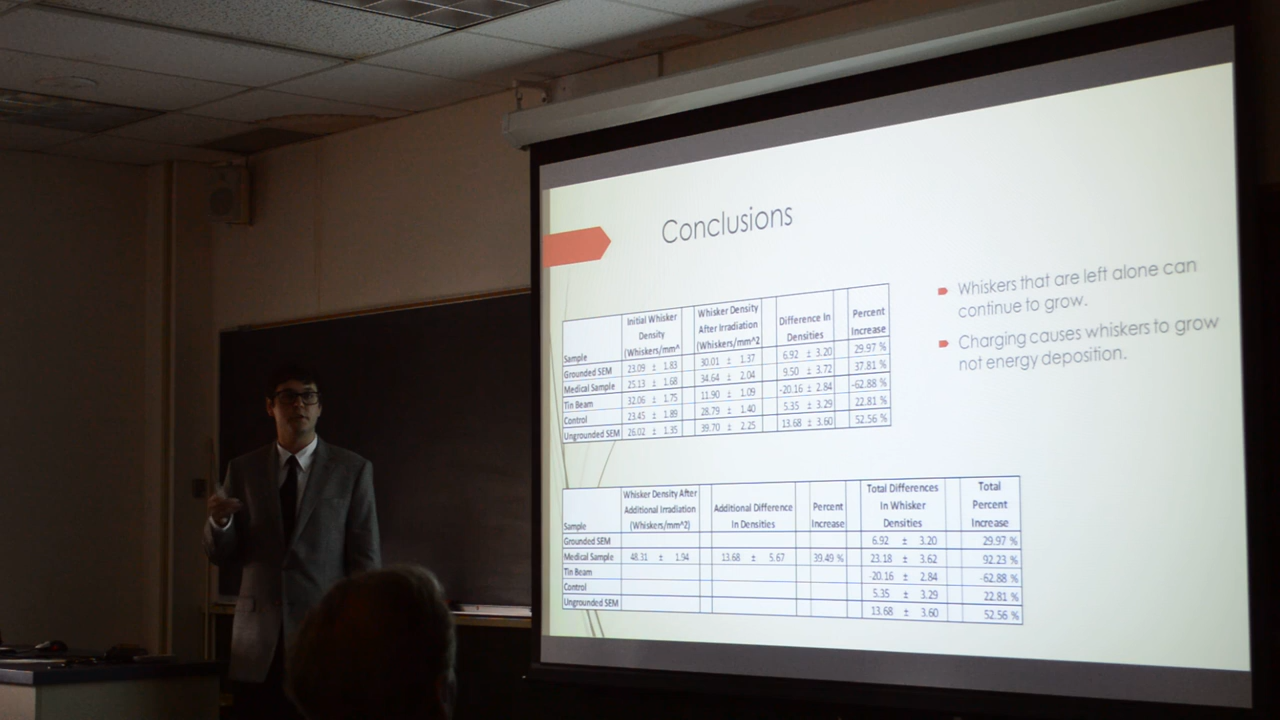 Conclusions
Whiskers that are left alone can
continue to grow.
Charging causes whiskers to grow
not energy deposition.
Sample Initial Whisker Density (Whiskers/mm^ Whisker Density After Irradiation (Whiskers/mm^2 Difference In Densities Percent Increase
Grounded SEM 23.09 ± 1.83 30.01 ± 1.37 6.92 ± 3.20 29.97 %
Medical Sample 25.13 ± 1.68 34.64 ± 2.04 9.50 ± 3.72 37.81 %
Tin Beam 32.06 ± 1.75 11.90 ± 1.09 -20.16 ± 2.84 -62.88 %
Control 23.45 ± 1.89 28.79 ± 1.40 5.35 ± 3.29 22.81 %
Ungrounded SEM 26.02 ± 1.35 39.70 ± 2.25 13.68 ± 3.60 52.56 %
Sample Whisker Density After Additional Irradiation (Whiskers/mm^2) Additional Difference In Densities Percent Increase Total Differences In Whisker Densities Total Percent Increase
Grounded SEM 6.92 ± 3.20 29.97 %
Medical Sample 48.31 ± 1.94 13.68 ± 5.67 39.49 % 23.18 ± 3.62 92.23 %
Tin Beam -20.16 ± 2.84 -62.88 %
Control 5.35 ± 3.29 22.81 %
Ungrounded SEM 13.68 ± 3.60 52.56 %